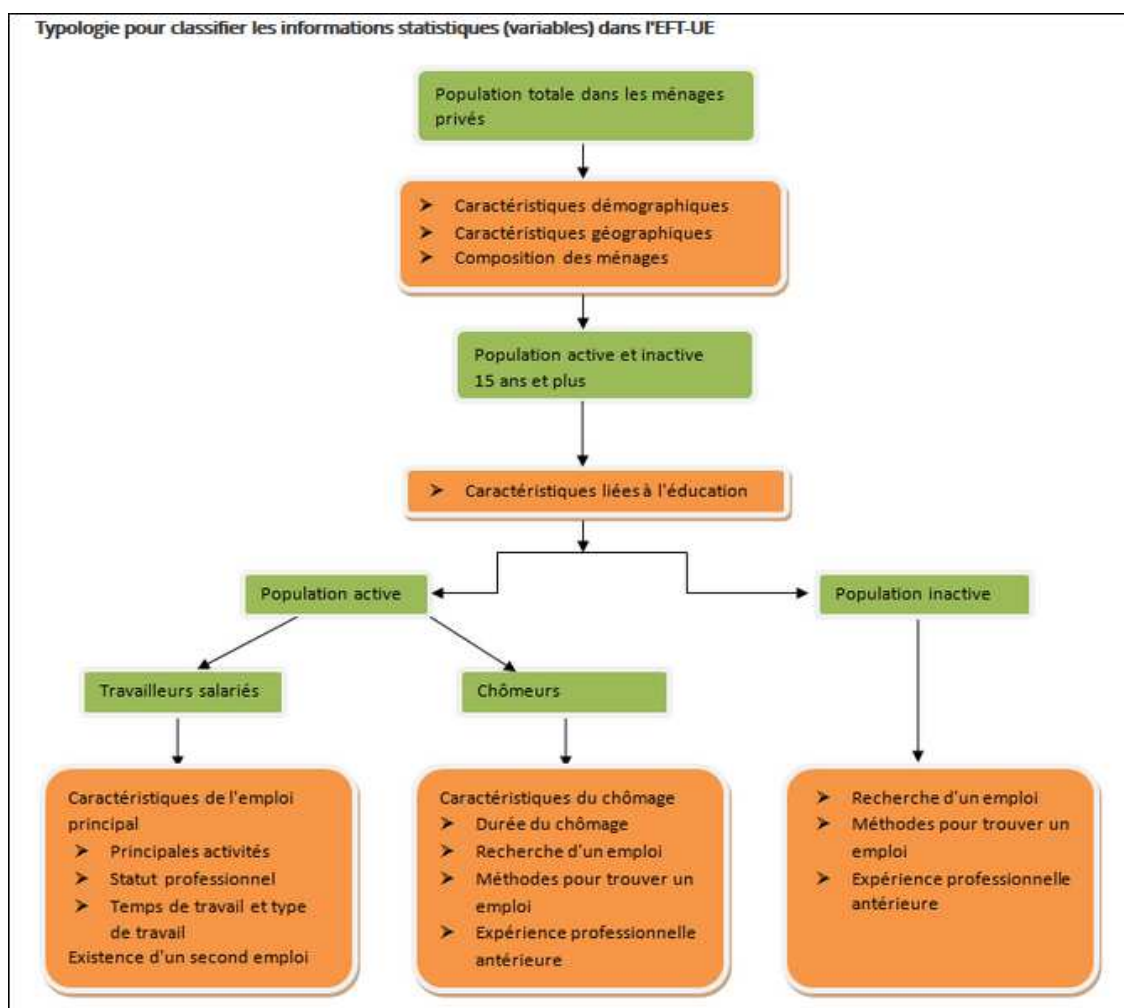 Typologie pour classifier les informations statistiques (variables) dans l'EFT-UE
Population totale dans les ménages
privés
➤ Caractéristiques démographiques
➤ Caractéristiques géographiques
➤ Composition des ménages
Population active et inactive
15 ans et plus
➤ Caractéristiques liées à l'éducation
Population active
Population inactive
Travailleurs salariés
Chômeurs
Caractéristiques de l'emploi
principal
➤ Principales activités
➤ Statut professionnel
➤ Temps de travail et type
de travail
Existence d'un second emploi
Caractéristiques du chômage
➤ Durée du chômage
➤ Recherche d'un emploi
➤ Méthodes pour trouver un
emploi
➤ Expérience professionnelle
antérieure
➤ Recherche d'un emploi
➤ Méthodes pour trouver un
emploi
➤ Expérience professionnelle
antérieure